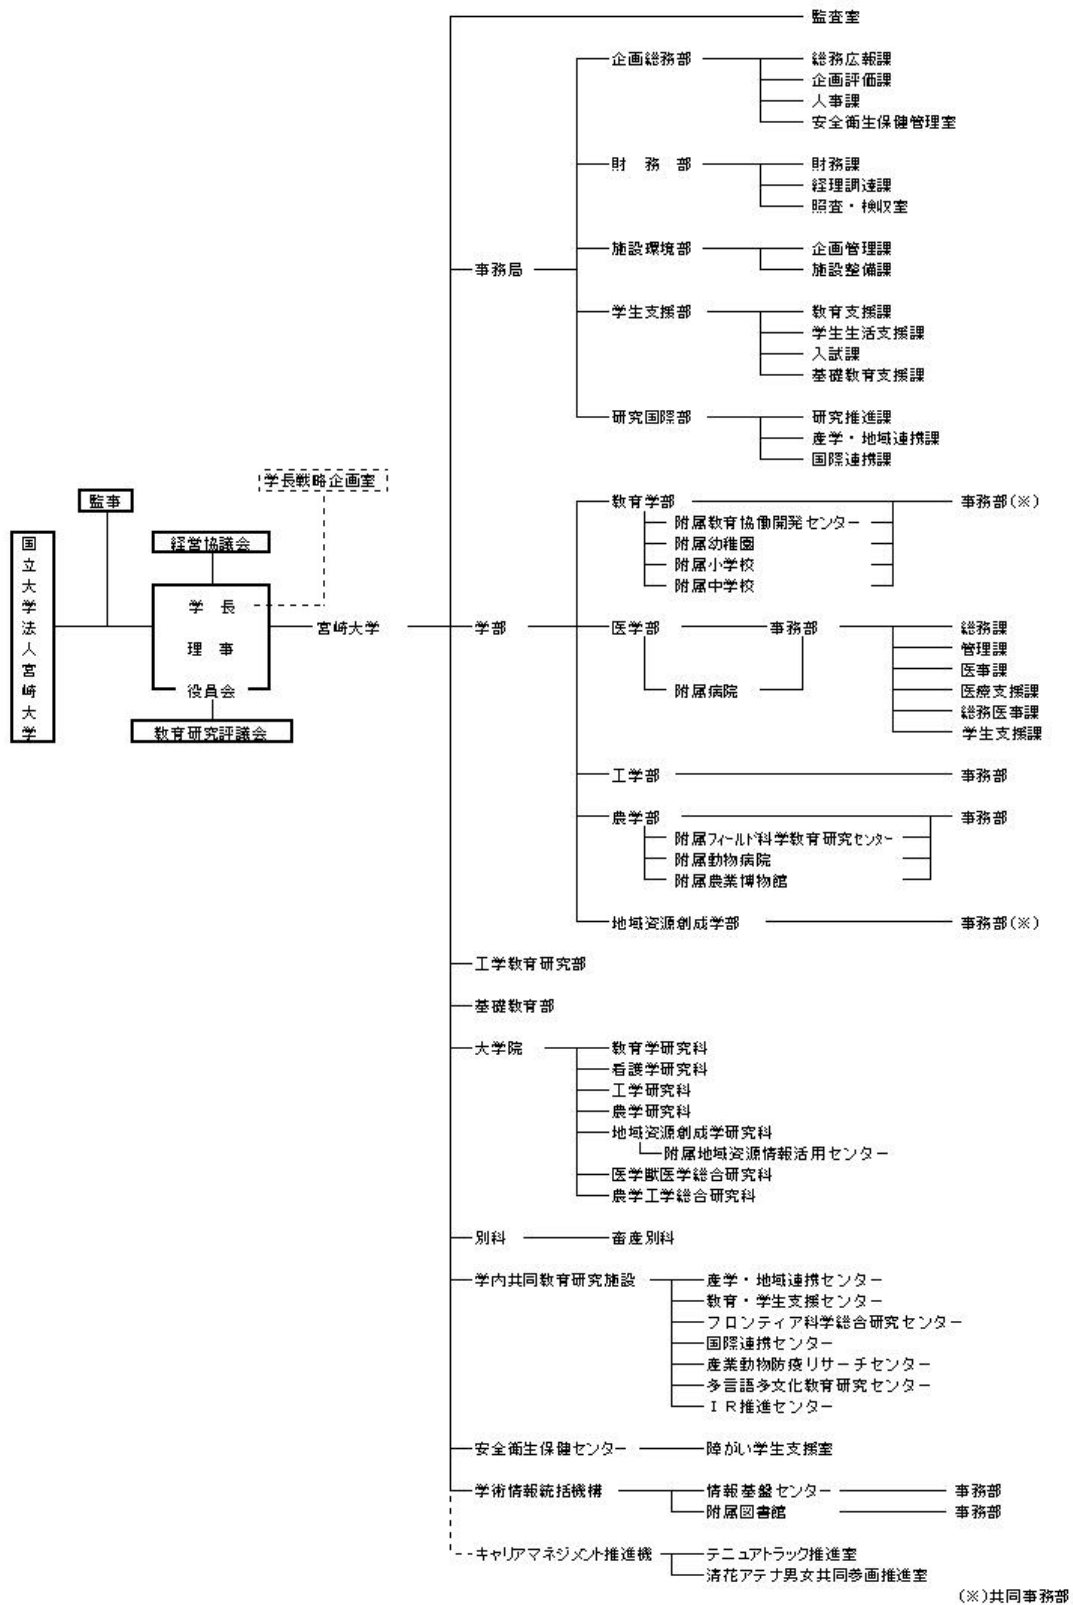 監査室
企画総務部 総務広報課
企画評価課
人事課
安全衛生保健管理室
財務部 財務課
経理調達課
照査・検収室
施設環境部 企画管理課
事務局 施設整備課
学生支援部 教育支援課
学生生活支援課
入試課
基礎教育支援課
研究国際部 研究推進課
産学・地域連携課
国際連携課
学長戦略企画室
監事
教育学部 事務部(※)
附属教育協働開発センター
国立大学法人宮崎大学
経営協議会
附属幼稚園
附属小学校
附属中学校
学長
理事
役員会
教育研究評議会
宮崎大学 学部 医学部 事務部 総務課
管理課
医事課
附属病院 医療支援課
総務医事課
学生支援課
工学部 事務部
農学部 事務部
附属フィールド科学教育研究センター
附属動物病院
附属農業博物館
地域資源創成学部 事務部(※)
工学教育研究部
基礎教育部
大学院 教育学研究科
看護学研究科
工学研究科
農学研究科
地域資源創成学研究科
附属地域資源情報活用センター
医学獣医学総合研究科
農学工学総合研究科
別科 畜産別科
学内共同教育研究施設 産学・地域連携センター
教育・学生支援センター
フロンティア科学総合研究センター
国際連携センター
産業動物防疫リサーチセンター
多言語多文化教育研究センター
ＩＲ推進センター
安全衛生保健センター 障がい学生支援室
学術情報統括機構 情報基盤センター 事務部
附属図書館 事務部
キャリアマネジメント推進機 テニュアトラック推進室
清花アテナ男女共同参画推進室
(※)共同事務部